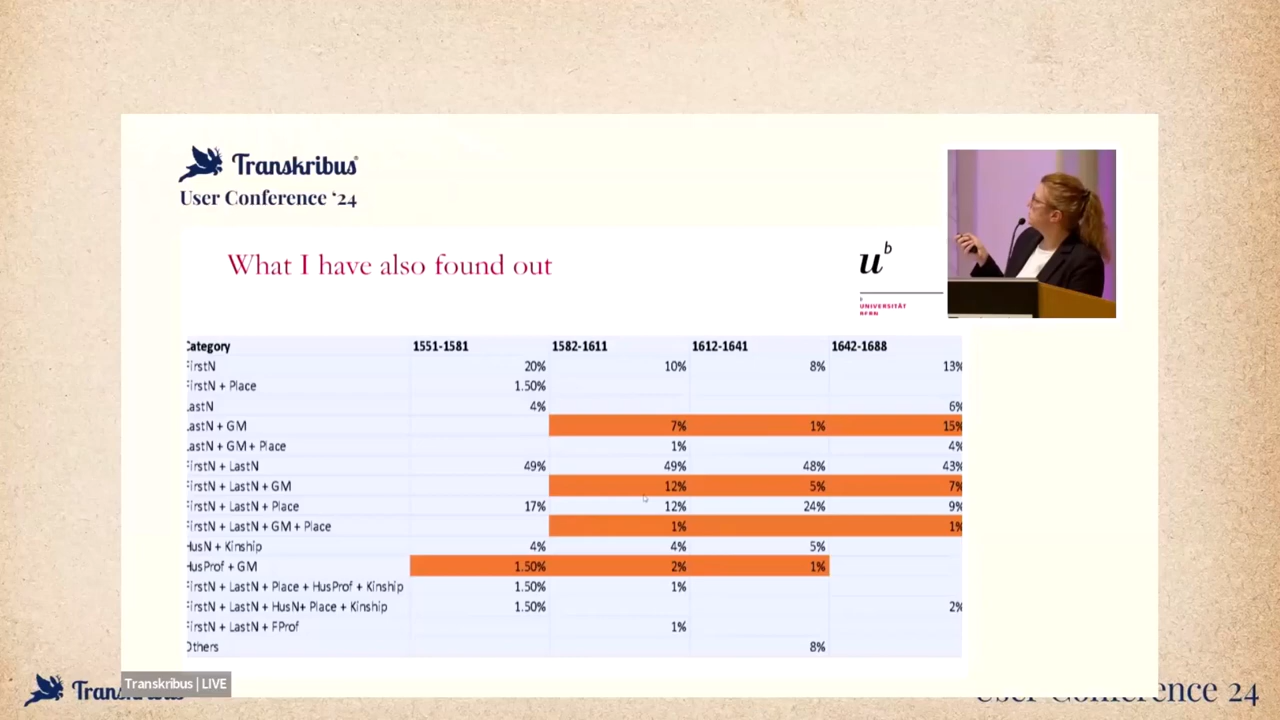 Transkribus®
User Conference ‘24
What I have also found out
u b
b
UNIVERSITÄT
BERN
Category 1551-1581 1582-1611 1612-1641 1642-1688
FirstN 20% 10% 8% 13%
FirstN + Place 1.50%
LastN 4% 6%
LastN + GM 7% 1% 15%
LastN + GM + Place 1% 4%
FirstN + LastN 49% 49% 48% 43%
FirstN + LastN + GM 12% 5% 7%
FirstN + LastN + Place 17% 12% 24% 9%
FirstN + LastN + GM + Place 1% 1%
HusN + Kinship 4% 4% 5%
HusProf + GM 1.50% 2% 1%
FirstN + LastN + Place + HusProf + Kinship 1.50% 1%
FirstN + LastN + HusN+ Place + Kinship 1.50% 2%
FirstN + LastN + FProf 1%
Others 8%
Transkribus | LIVE
Transkribus
User Conference 24